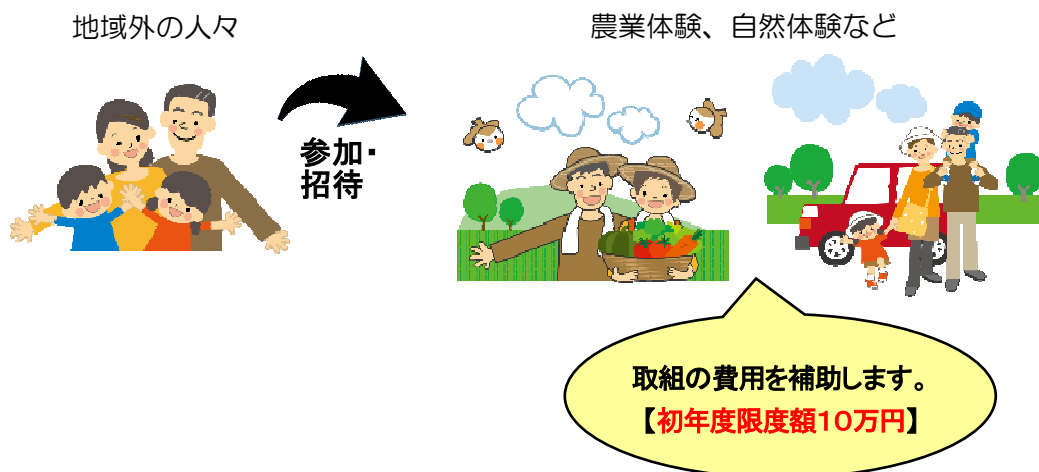 地域外の人々
農業体験、自然体験など
参加・
招待
取組の費用を補助します。
【初年度限度額10万円】